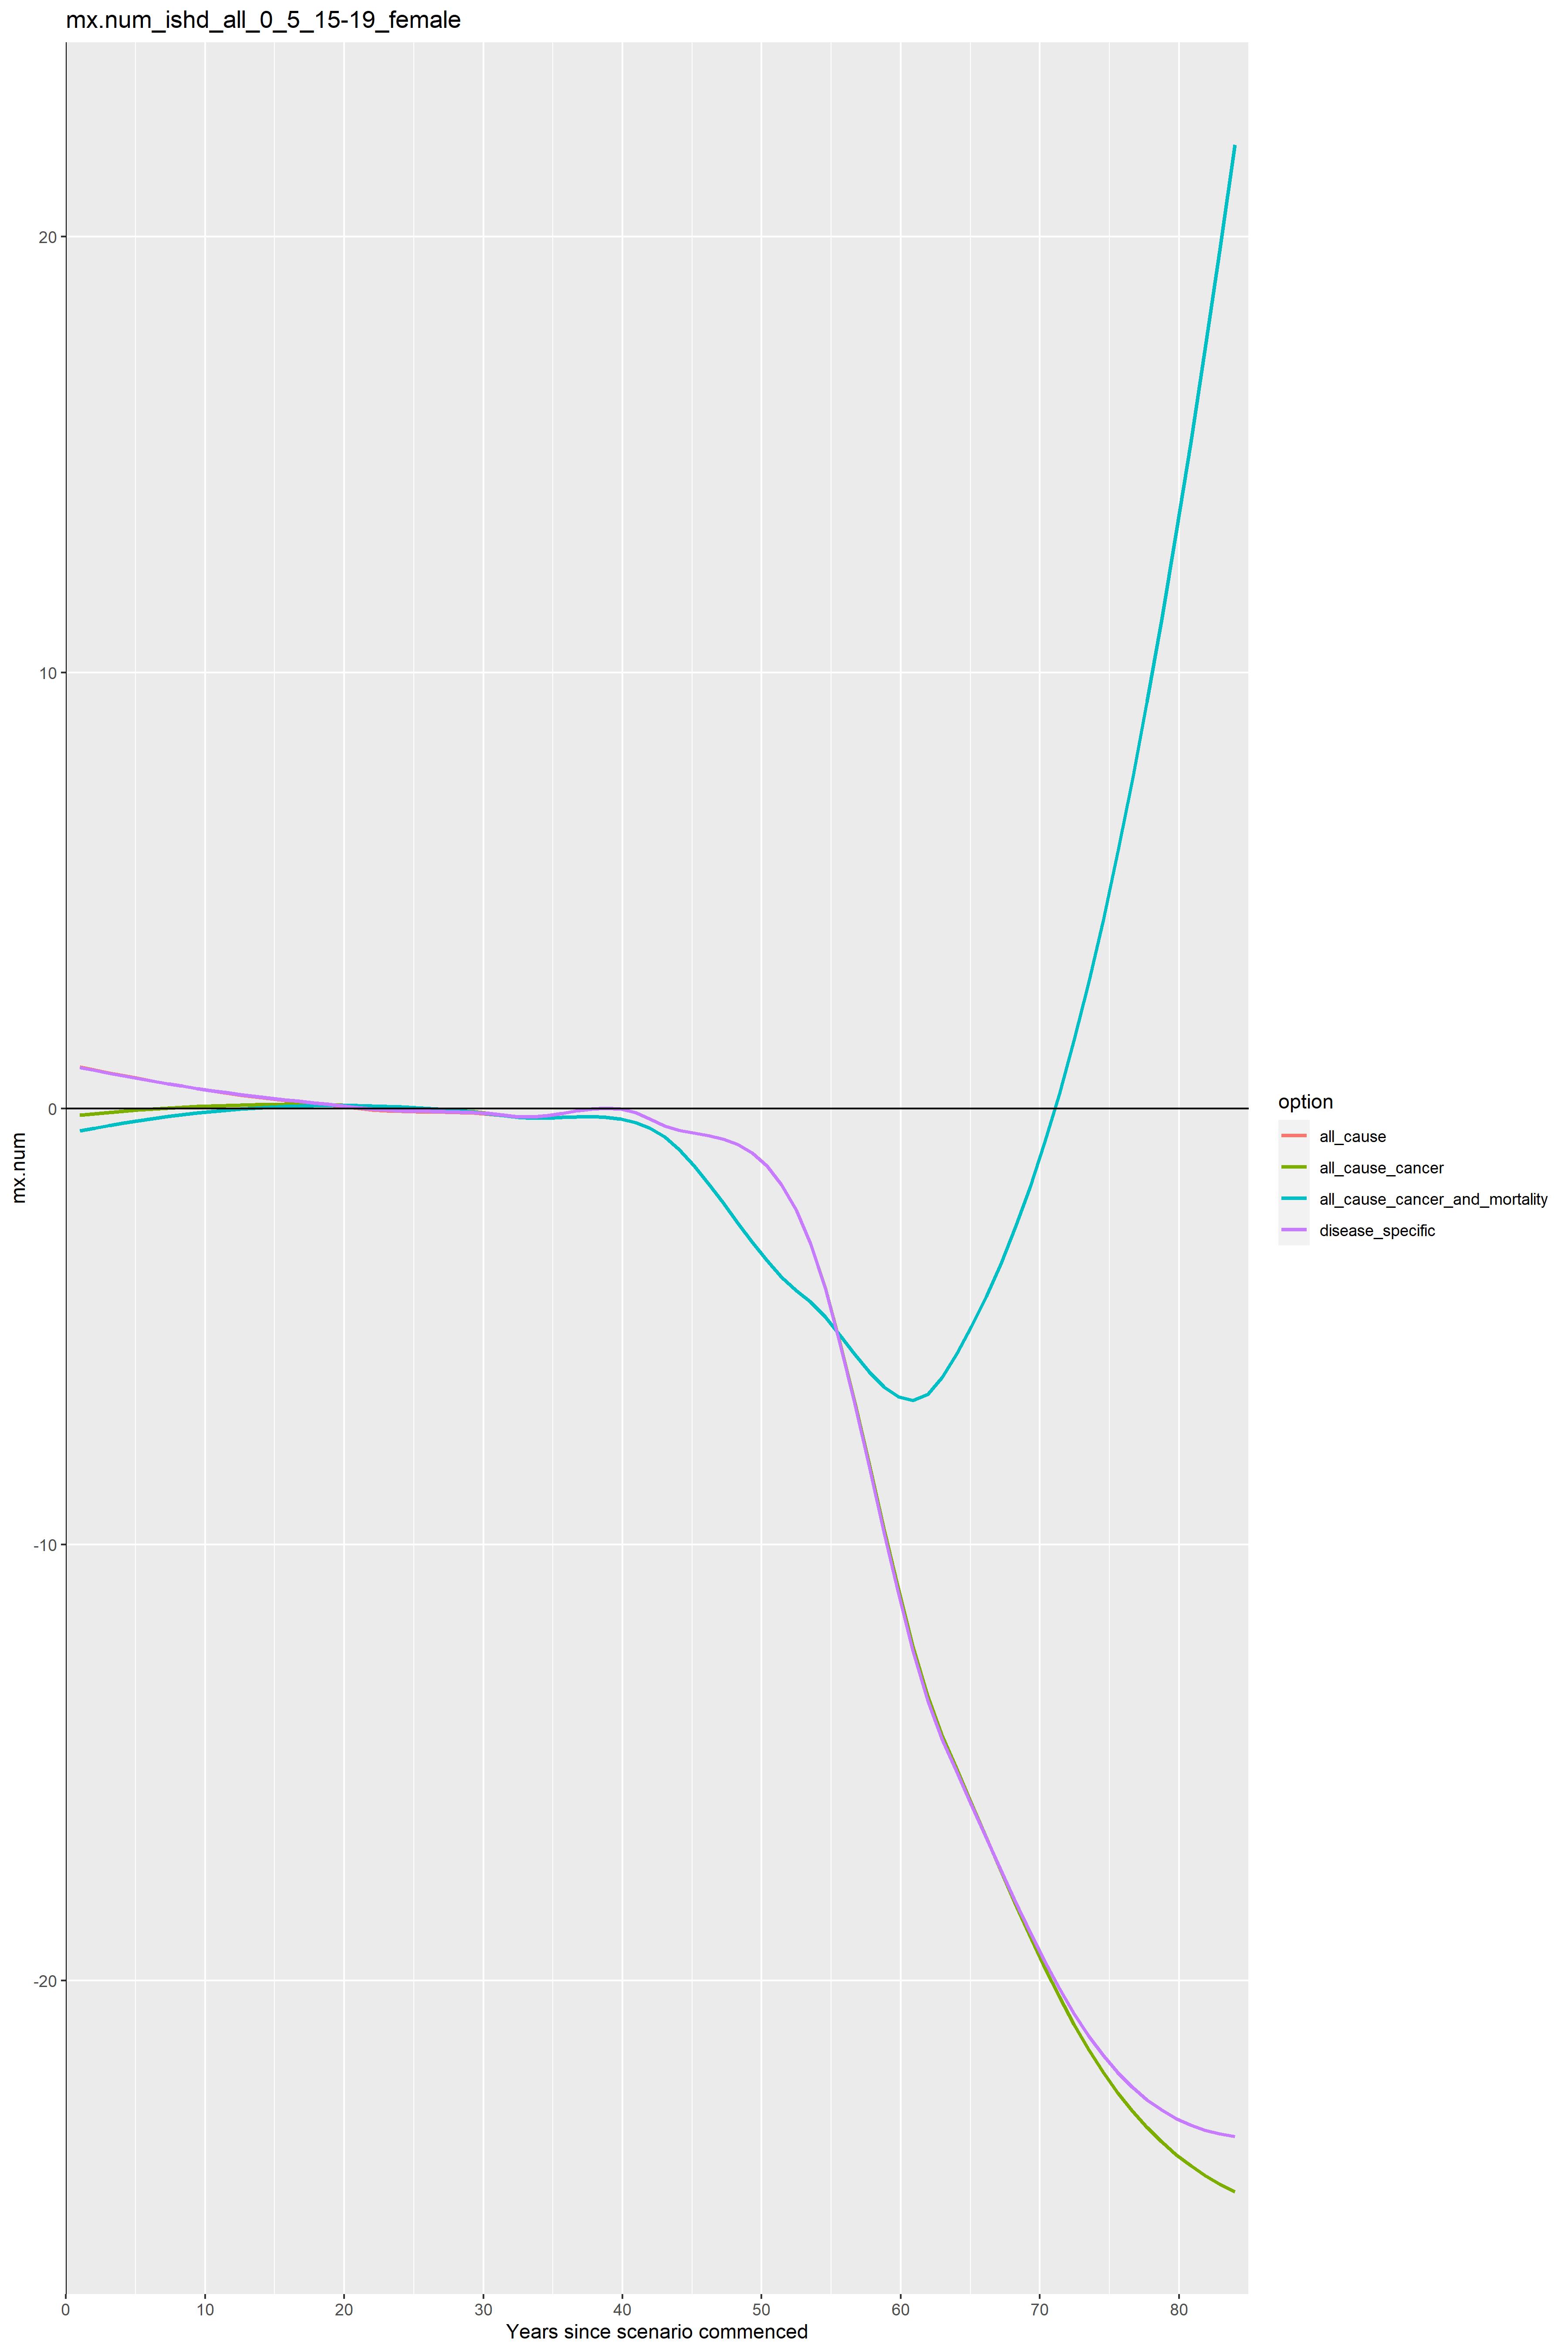 mx.num_ishd_all_0_5_15-19_female
20
10
0
-10
-20
mx.num
0 10 20 30 40 50 60 70 80
Years since scenario commenced
option
all_cause
all_cause_cancer
all_cause_cancer_and_mortality
disease_specific